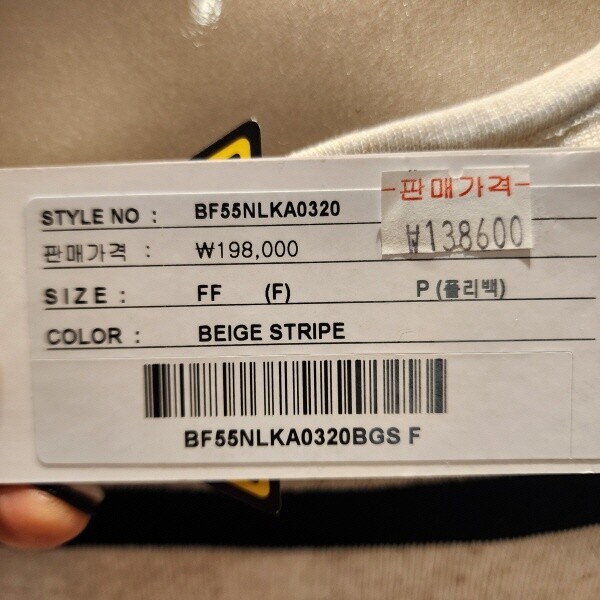 -판매가격-
₩138600
STYLE NO : BF55NLKA0320
판매가격 : ₩198,000
SIZE : FF (F) P (폴리백)
COLOR : BEIGE STRIPE
BF55NLKA0320BGS F